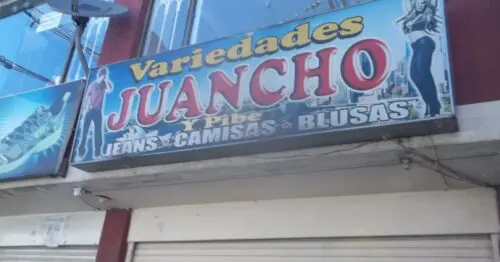 Variedades
JUANCHO
Y Pibe
JEANS ★ CAMISAS ★ BLUSAS